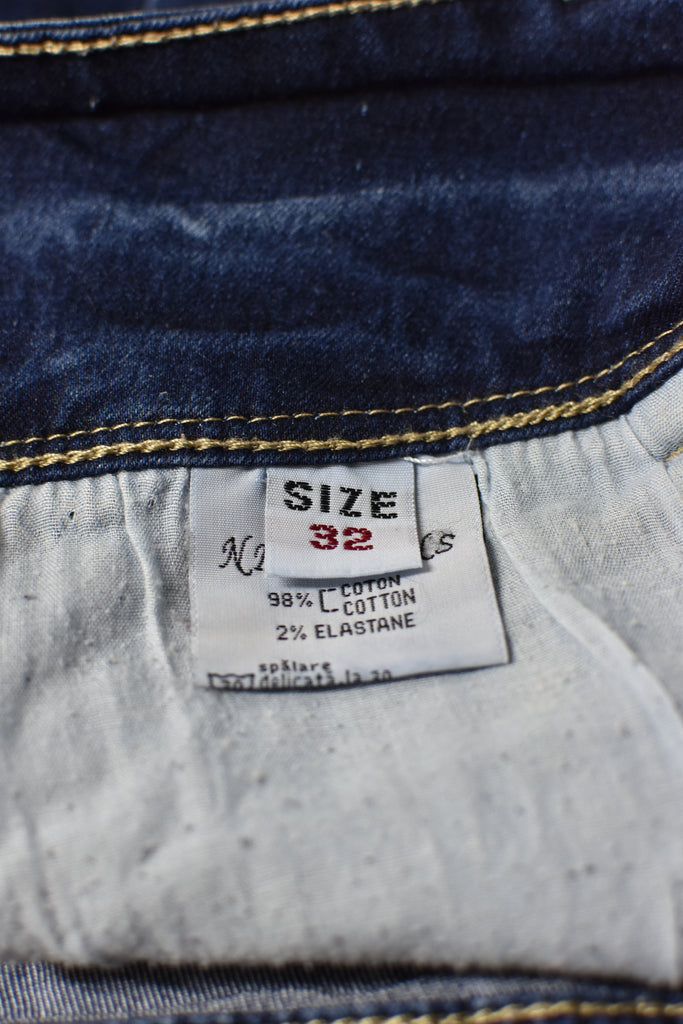 SIZE
32
98% COTON
COTTON
2% ELASTANE
spălare
delicată la 30